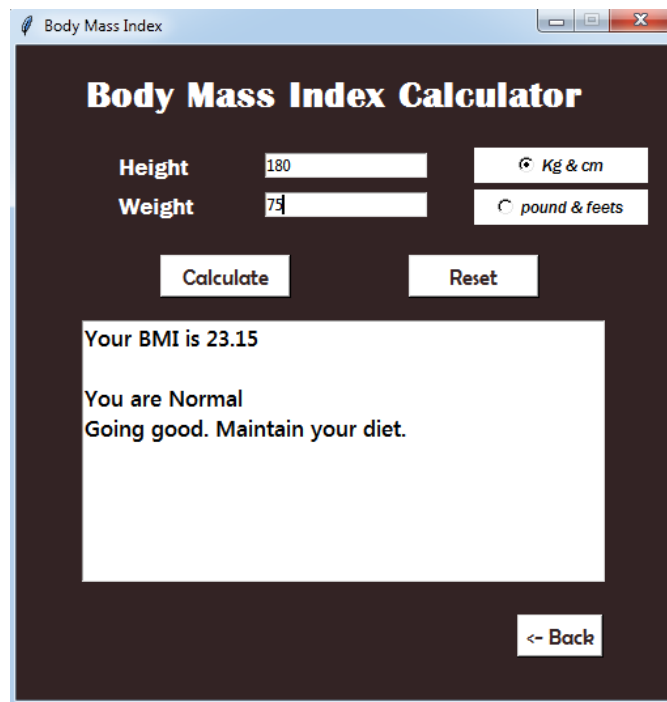 Body Mass Index
Body Mass Index Calculator
Height 180 Kg & cm
Weight 75 pound & feets
Calculate Reset
Your BMI is 23.15
You are Normal
Going good. Maintain your diet.
<- Back